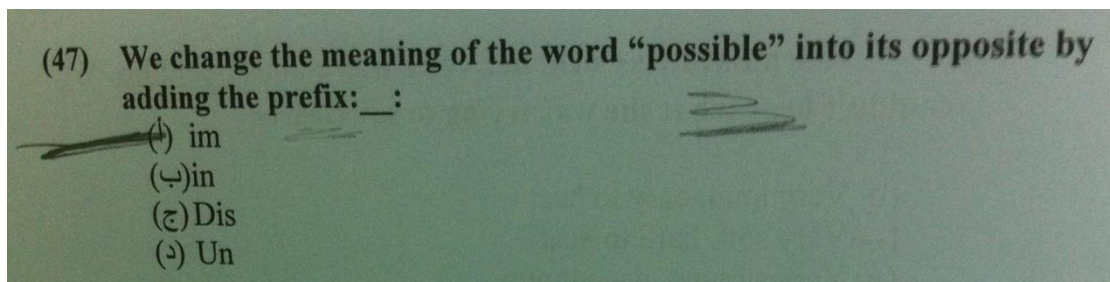 (47) We change the meaning of the word “possible” into its opposite by
adding the prefix:__:
(أ) im
(ب)in
(ج) Dis
(د) Un